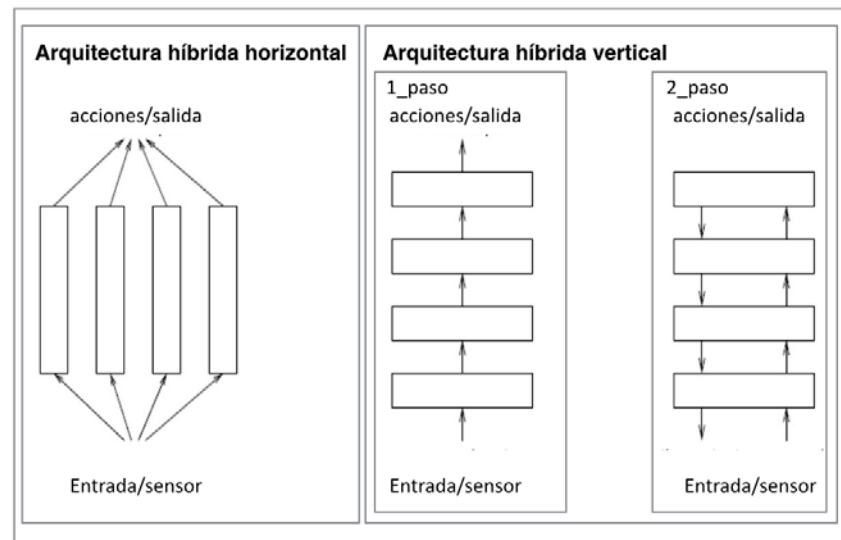 Arquitectura híbrida horizontal
acciones/salida
Entrada/sensor
Arquitectura híbrida vertical
1_paso
acciones/salida
Entrada/sensor
2_paso
acciones/salida
Entrada/sensor